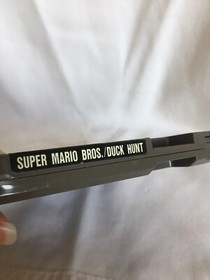 SUPER MARIO BROS./DUCK HUNT